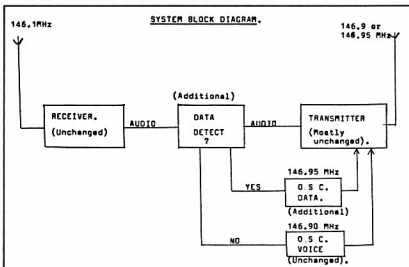 SYSTEM BLOCK DIAGRAM.
146.1MHz
146.9 or
146.95 MHz
(Additional)
RECEIVER.
(Unchanged)
AUDIO
DATA
DETECT
?
AUDIO
TRANSMITTER
(Mostly
unchanged).
146.95 MHz
YES
O.S.C.
DATA.
(Additional)
146.90 MHz
NO
O.S.C.
VOICE
(Unchanged).